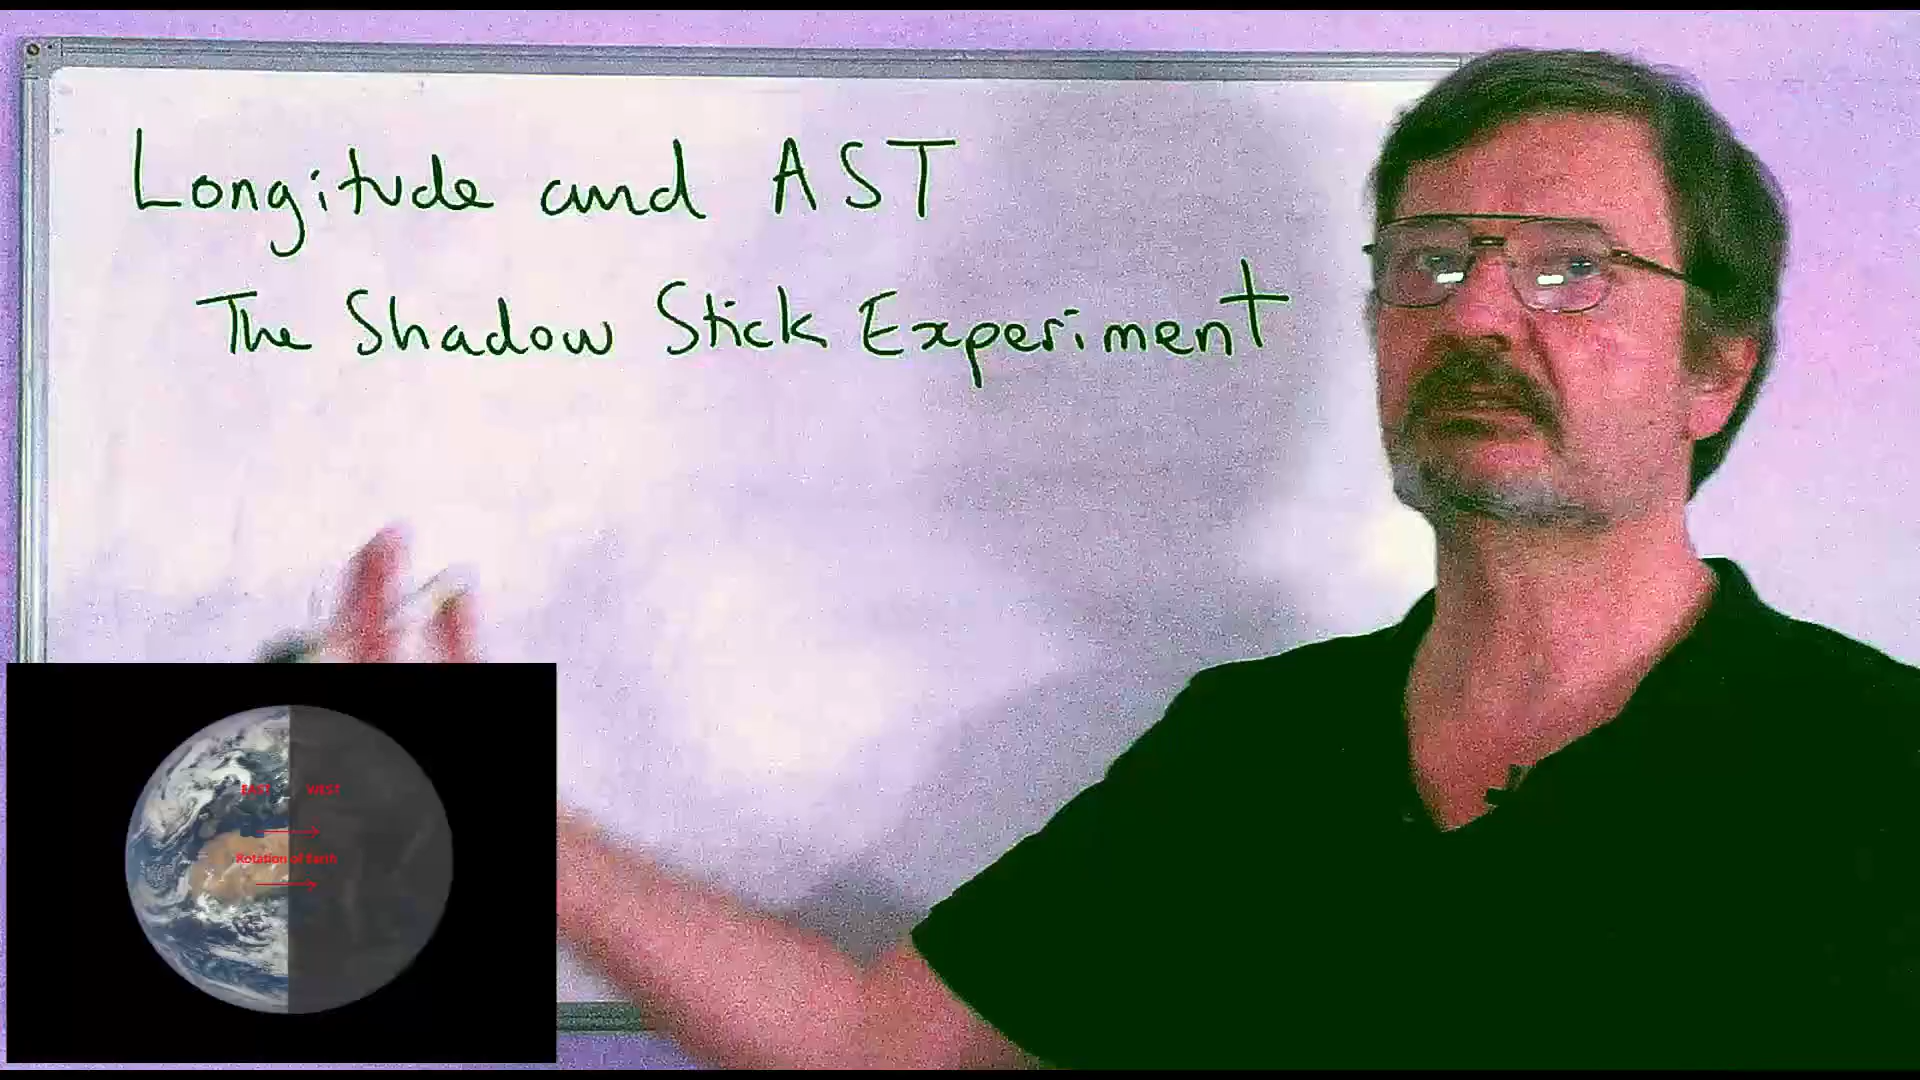 Longitude and AST
The Shadow Stick Experiment
EAST WEST
Rotation of Earth